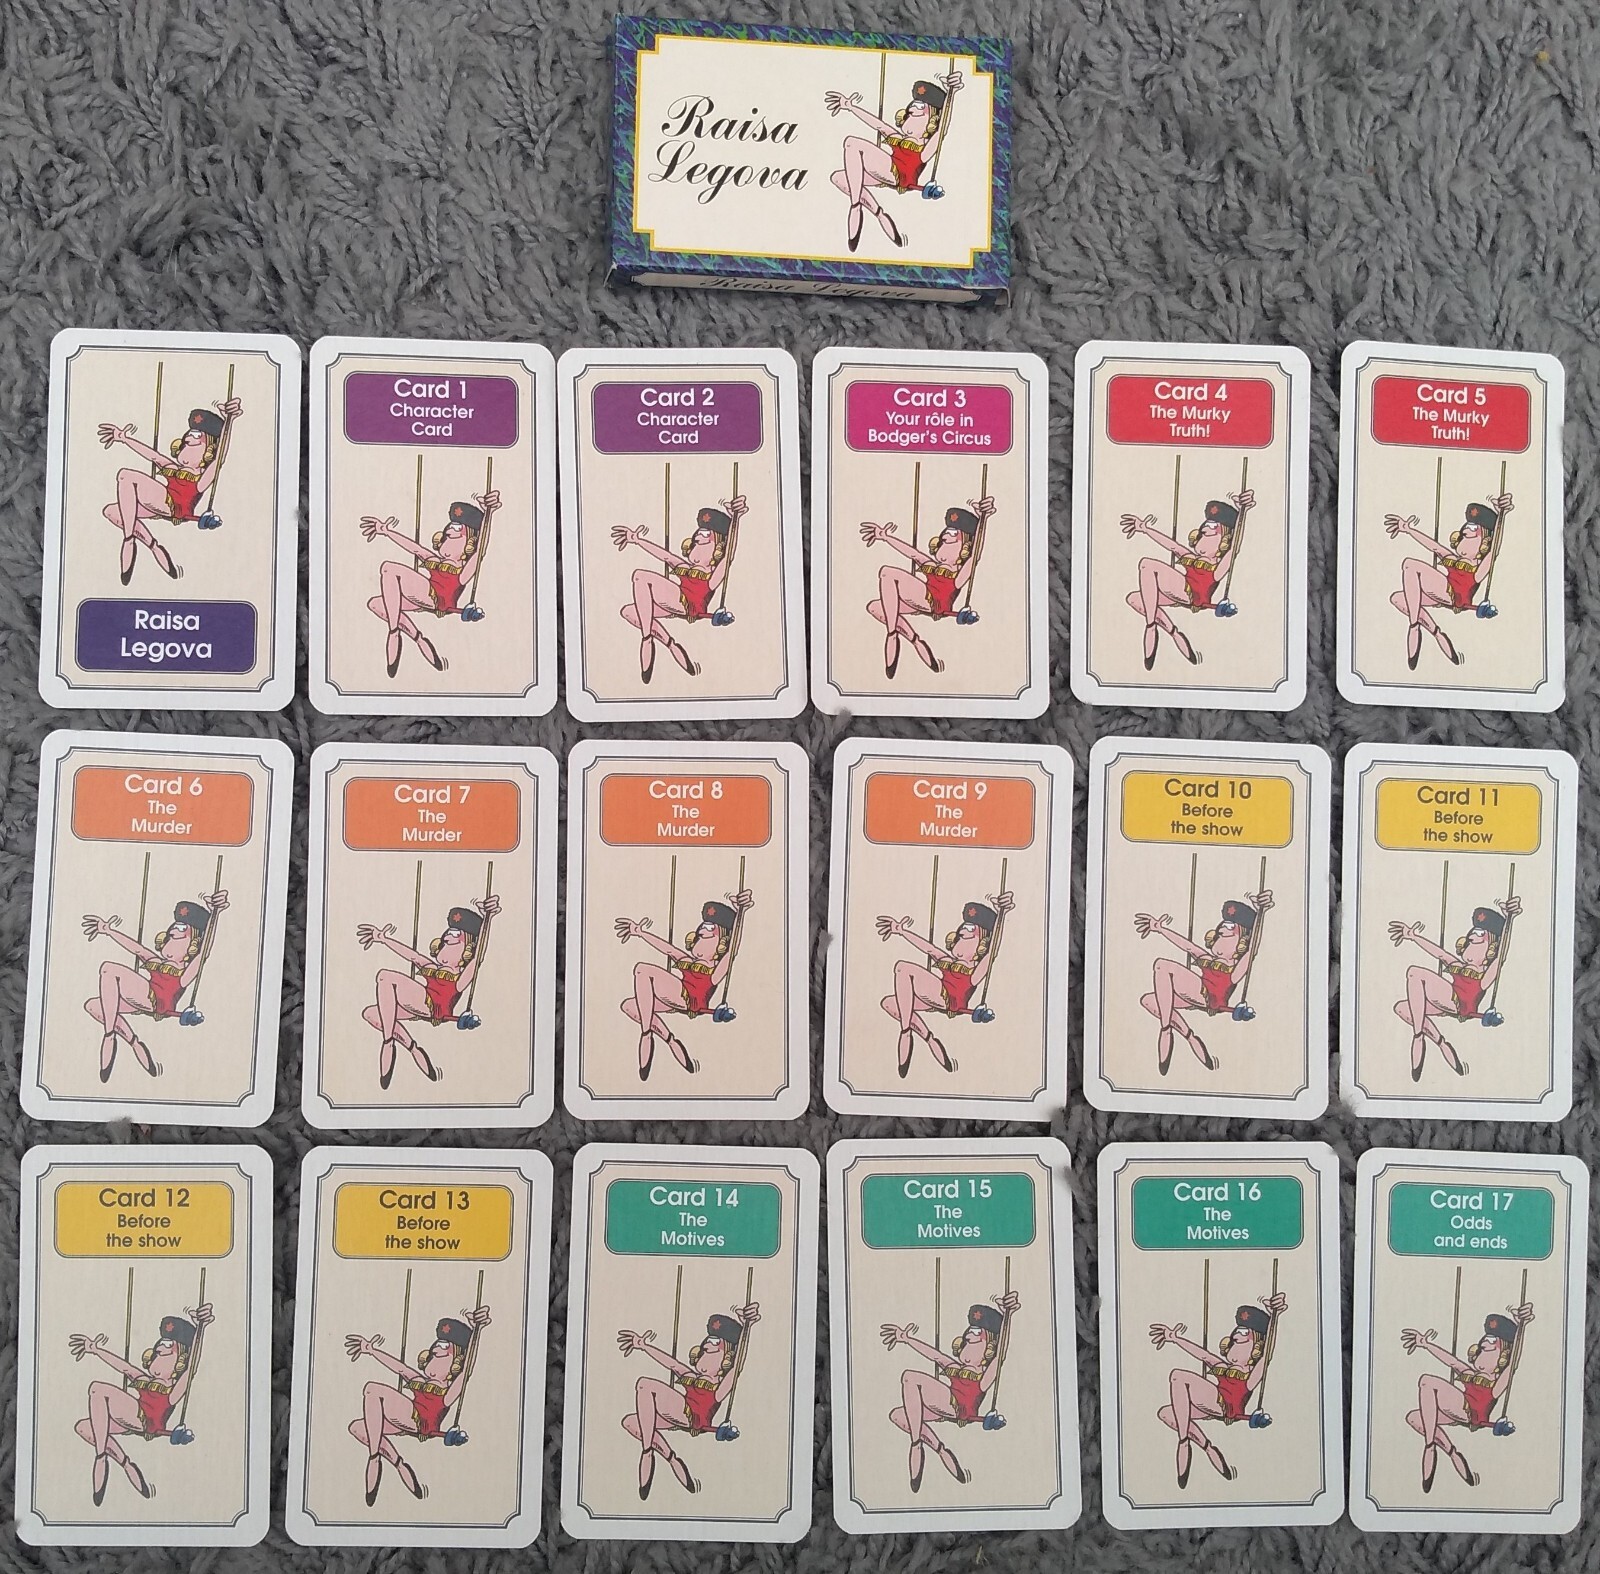 Raisa
Legova
Raisa Legova
Raisa
Legova
Card 1
Character
Card
Card 2
Character
Card
Card 3
Your rôle in
Bodger's Circus
Card 4
The Murky
Truth!
Card 5
The Murky
Truth!
Card 6
The
Murder
Card 7
The
Murder
Card 8
The
Murder
Card 9
The
Murder
Card 10
Before
the show
Card 11
Before
the show
Card 12
Before
the show
Card 13
Before
the show
Card 14
The
Motives
Card 15
The
Motives
Card 16
The
Motives
Card 17
Odds
and ends